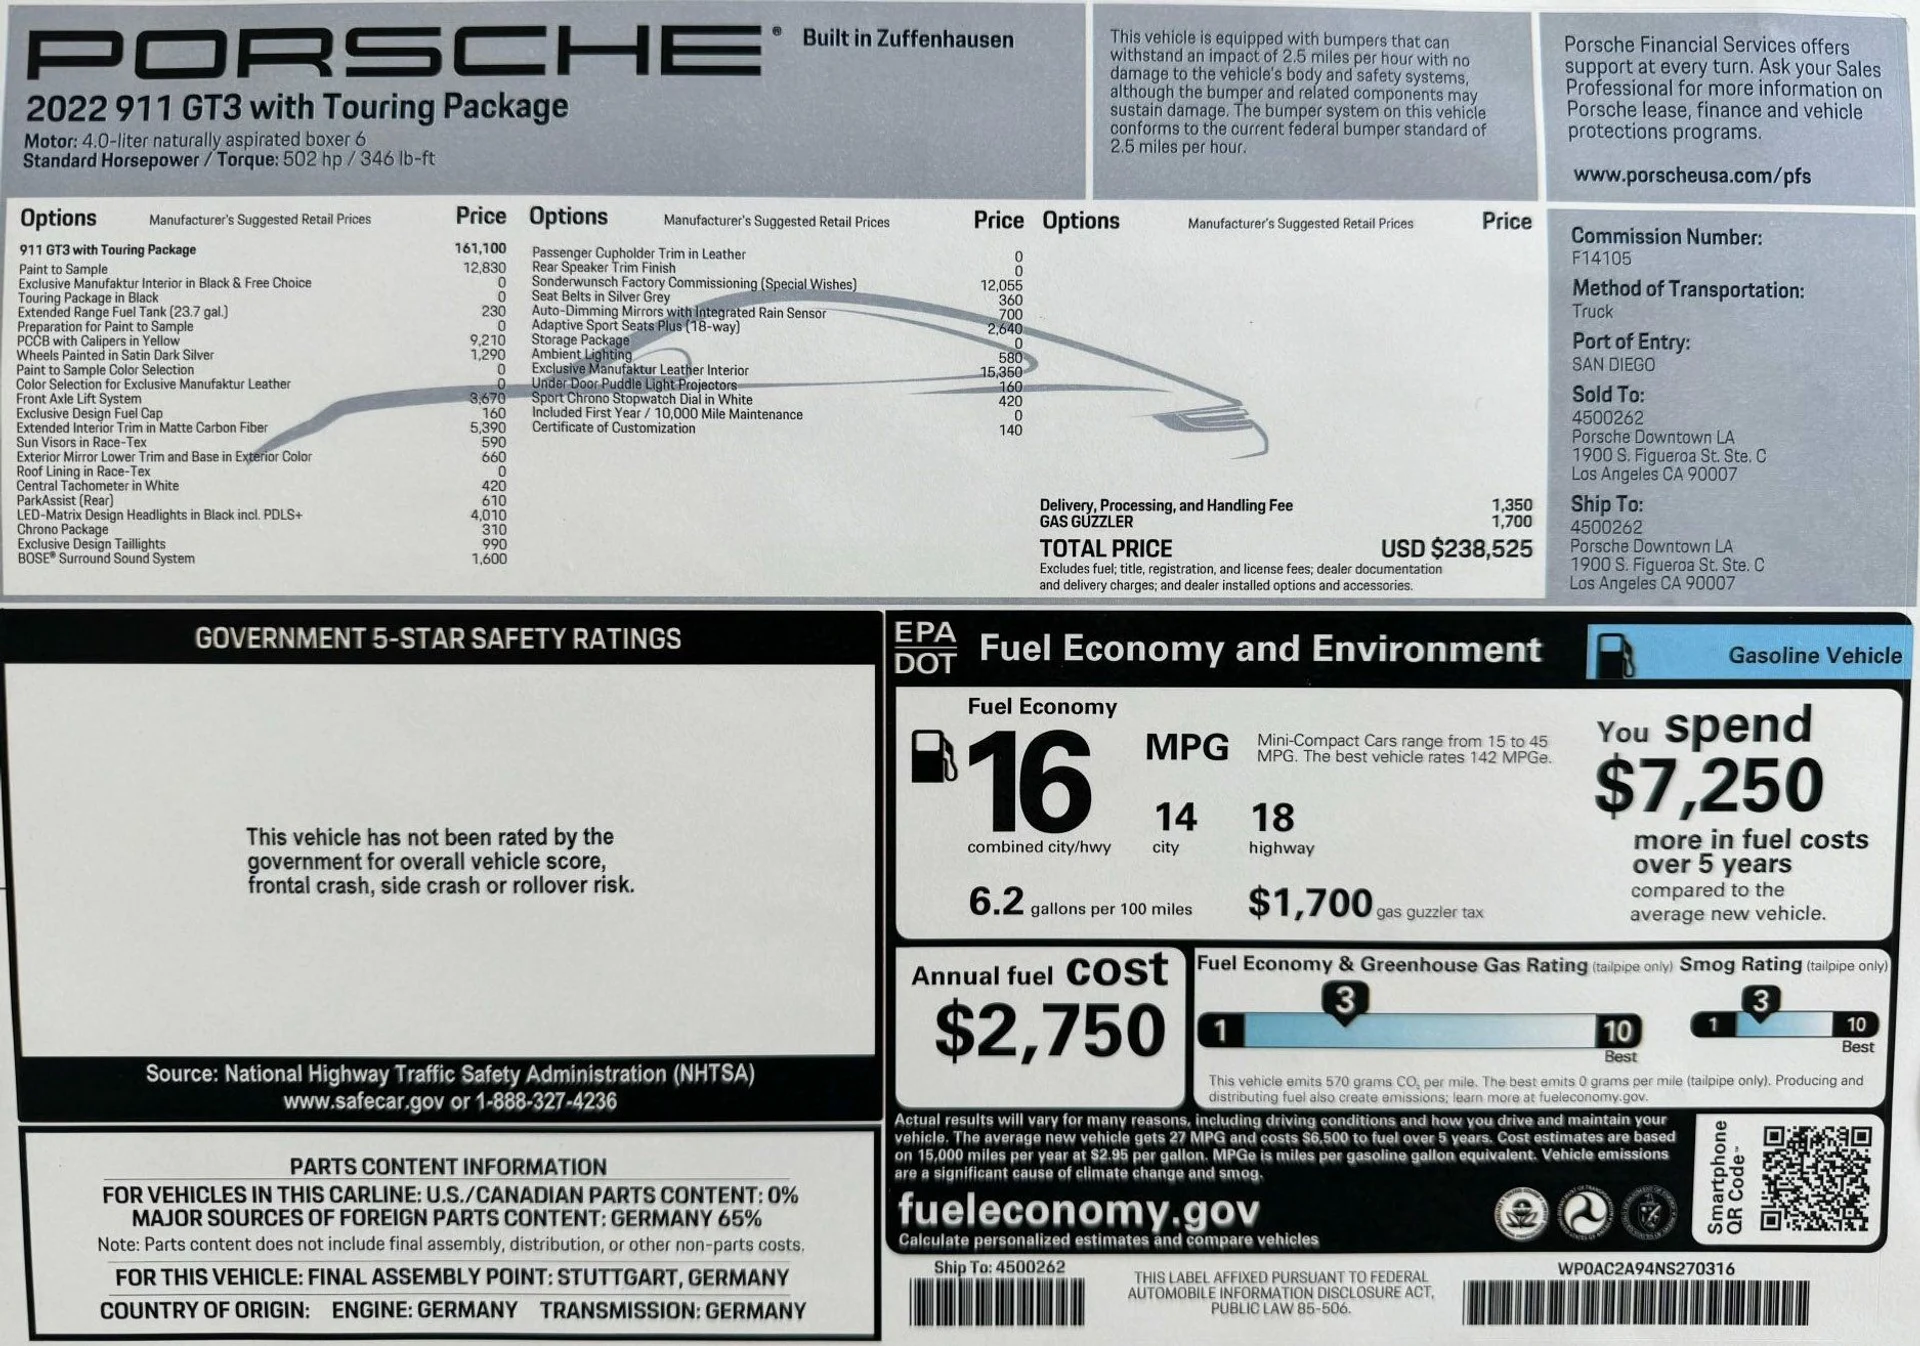 PORSCHE® Built in Zuffenhausen
2022 911 GT3 with Touring Package
Motor: 4.0-liter naturally aspirated boxer 6
Standard Horsepower / Torque: 502 hp / 346 lb-ft
This vehicle is equipped with bumpers that can
withstand an impact of 2.5 miles per hour with no
damage to the vehicle's body and safety systems,
although the bumper and related components may
sustain damage. The bumper system on this vehicle
conforms to the current federal bumper standard of
2.5 miles per hour.
Porsche Financial Services offers
support at every turn. Ask your Sales
Professional for more information on
Porsche lease, finance and vehicle
protections programs.
www.porscheusa.com/pfs
Options Manufacturer's Suggested Retail Prices Price
911 GT3 with Touring Package 161,100
Paint to Sample 12,830
Exclusive Manufaktur Interior in Black & Free Choice 0
Touring Package in Black 0
Extended Range Fuel Tank (23.7 gal.) 230
Preparation for Paint to Sample 0
PCCB with Calipers in Yellow 9,210
Wheels Painted in Satin Dark Silver 1,290
Paint to Sample Color Selection 0
Color Selection for Exclusive Manufaktur Leather 0
Front Axle Lift System 3,670
Exclusive Design Fuel Cap 160
Extended Interior Trim in Matte Carbon Fiber 5,390
Sun Visors in Race-Tex 590
Exterior Mirror Lower Trim and Base in Exterior Color 660
Roof Lining in Race-Tex 0
Central Tachometer in White 420
ParkAssist (Rear) 610
LED-Matrix Design Headlights in Black incl. PDLS+ 4,010
Chrono Package 310
Exclusive Design Taillights 990
BOSE® Surround Sound System 1,600
Options Manufacturer's Suggested Retail Prices Price
Passenger Cupholder Trim in Leather 0
Rear Speaker Trim Finish 0
Sonderwunsch Factory Commissioning (Special Wishes) 12,055
Seat Belts in Silver Grey 360
Auto-Dimming Mirrors with Integrated Rain Sensor 700
Adaptive Sport Seats Plus (18-way) 2,640
Storage Package 0
Ambient Lighting 580
Exclusive Manufaktur Leather Interior 15,350
Under Door Puddle Light Projectors 160
Sport Chrono Stopwatch Dial in White 420
Included First Year / 10,000 Mile Maintenance 0
Certificate of Customization 140
Options Manufacturer's Suggested Retail Prices Price
Delivery, Processing, and Handling Fee 1,350
GAS GUZZLER 1,700
TOTAL PRICE USD $238,525
Excludes fuel; title, registration, and license fees; dealer documentation
and delivery charges; and dealer installed options and accessories.
Commission Number:
F14105
Method of Transportation:
Truck
Port of Entry:
SAN DIEGO
Sold To:
4500262
Porsche Downtown LA
1900 S. Figueroa St. Ste. C
Los Angeles CA 90007
Ship To:
4500262
Porsche Downtown LA
1900 S. Figueroa St. Ste. C
Los Angeles CA 90007
GOVERNMENT 5-STAR SAFETY RATINGS
This vehicle has not been rated by the
government for overall vehicle score,
frontal crash, side crash or rollover risk.
Source: National Highway Traffic Safety Administration (NHTSA)
www.safecar.gov or 1-888-327-4236
PARTS CONTENT INFORMATION
FOR VEHICLES IN THIS CARLINE: U.S./CANADIAN PARTS CONTENT: 0%
MAJOR SOURCES OF FOREIGN PARTS CONTENT: GERMANY 65%
Note: Parts content does not include final assembly, distribution, or other non-parts costs.
FOR THIS VEHICLE: FINAL ASSEMBLY POINT: STUTTGART, GERMANY
COUNTRY OF ORIGIN: ENGINE: GERMANY TRANSMISSION: GERMANY
EPA
DOT
Fuel Economy and Environment
Gasoline Vehicle
Fuel Economy
16 MPG
combined city/hwy
14
city
18
highway
Mini-Compact Cars range from 15 to 45
MPG. The best vehicle rates 142 MPGe.
6.2 gallons per 100 miles
$1,700 gas guzzler tax
You spend
$7,250
more in fuel costs
over 5 years
compared to the
average new vehicle.
Annual fuel cost
$2,750
Fuel Economy & Greenhouse Gas Rating (tailpipe only)
3
1 10
Best
Smog Rating (tailpipe only)
3
1 10
Best
This vehicle emits 570 grams CO₂ per mile. The best emits 0 grams per mile (tailpipe only). Producing and
distributing fuel also create emissions; learn more at fueleconomy.gov.
Actual results will vary for many reasons, including driving conditions and how you drive and maintain your
vehicle. The average new vehicle gets 27 MPG and costs $6,500 to fuel over 5 years. Cost estimates are based
on 15,000 miles per year at $2.95 per gallon. MPGe is miles per gasoline gallon equivalent. Vehicle emissions
are a significant cause of climate change and smog.
fueleconomy.gov
Calculate personalized estimates and compare vehicles
Smartphone
QR Code™
Ship To: 4500262
THIS LABEL AFFIXED PURSUANT TO FEDERAL
AUTOMOBILE INFORMATION DISCLOSURE ACT,
PUBLIC LAW 85-506.
WP0AC2A94NS270316